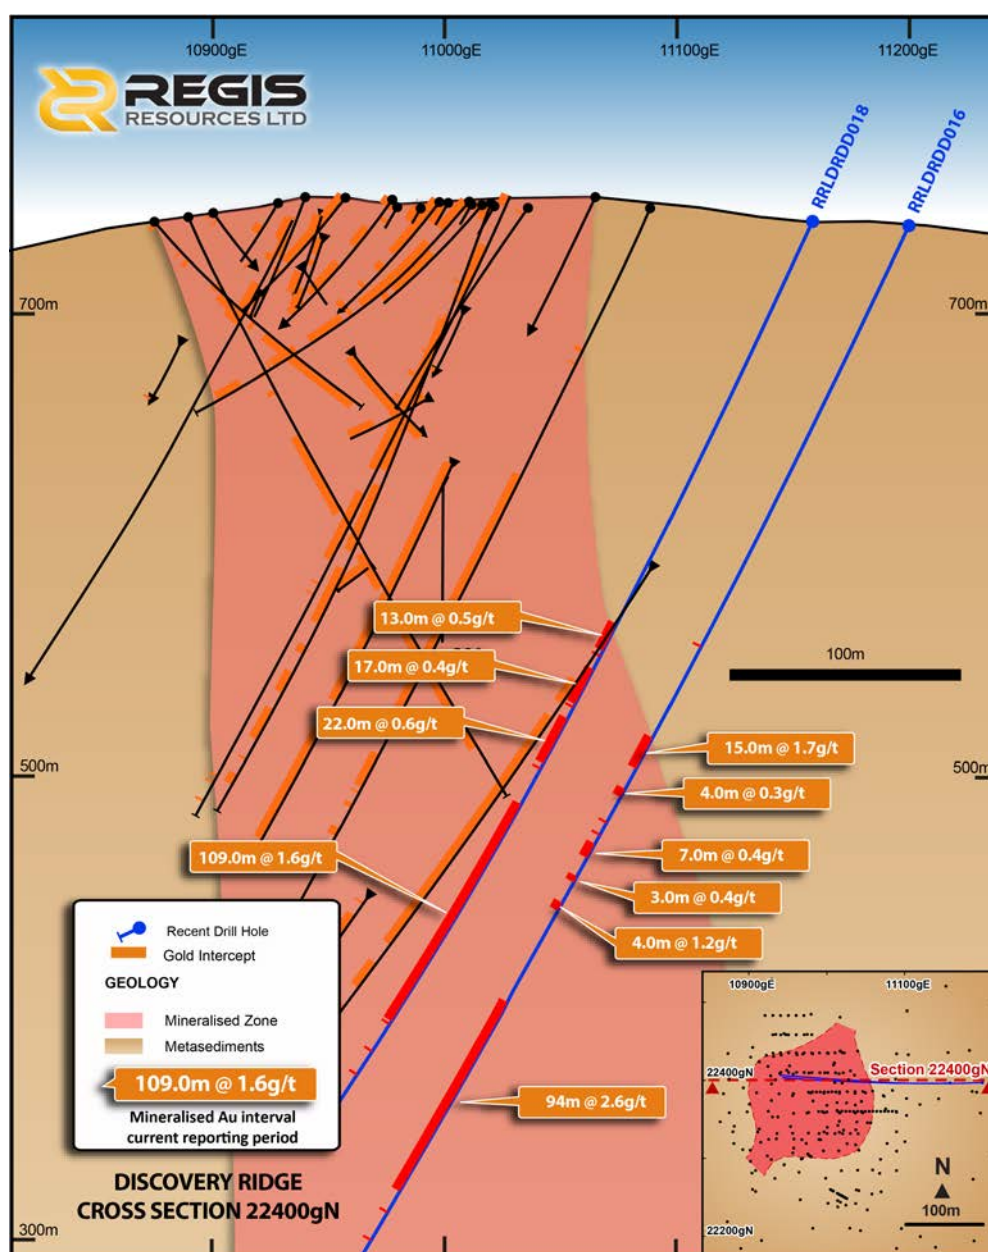 10900gE
11000gE
11100gE
11200gE
REGIS
RESOURCES LTD
RRLDRDD018
RRLDRDD016
700m
700m
13.0m @ 0.5g/t
17.0m @ 0.4g/t
100m
22.0m @ 0.6g/t
15.0m @ 1.7g/t
500m
500m
4.0m @ 0.3g/t
109.0m @ 1.6g/t
7.0m @ 0.4g/t
3.0m @ 0.4g/t
4.0m @ 1.2g/t
Recent Drill Hole
Gold Intercept
GEOLOGY
Mineralised Zone
Metasediments
109.0m @ 1.6g/t
Mineralised Au interval
current reporting period
94m @ 2.6g/t
10900gE
11100gE
22400gN
Section 22400gN
N
100m
22200gN
DISCOVERY RIDGE
CROSS SECTION 22400gN
300m